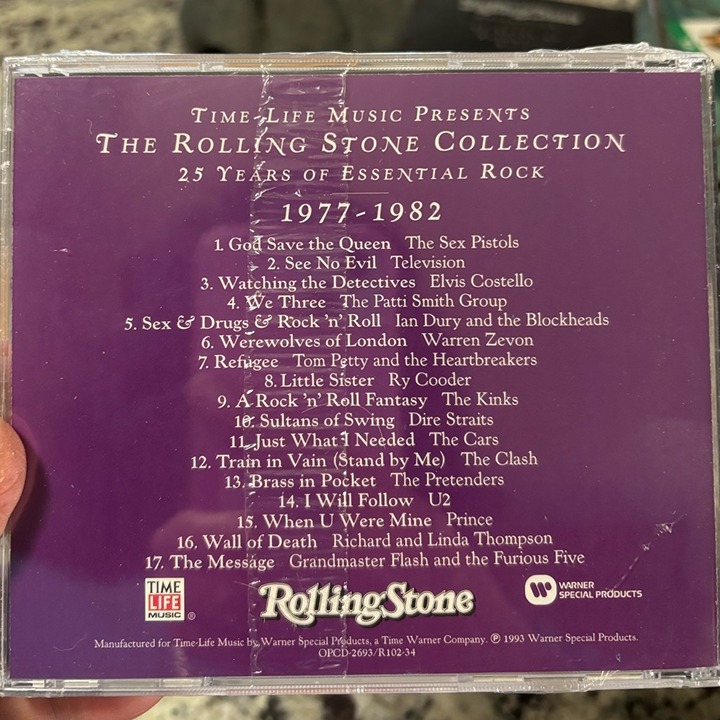 Time-Life Music Presents
The Rolling Stone Collection
25 Years of Essential Rock
1977-1982
1. God Save the Queen The Sex Pistols
2. See No Evil Television
3. Watching the Detectives Elvis Costello
4. We Three The Patti Smith Group
5. Sex & Drugs & Rock 'n' Roll Ian Dury and the Blockheads
6. Werewolves of London Warren Zevon
7. Refugee Tom Petty and the Heartbreakers
8. Little Sister Ry Cooder
9. A Rock 'n' Roll Fantasy The Kinks
10. Sultans of Swing Dire Straits
11. Just What I Needed The Cars
12. Train in Vain (Stand by Me) The Clash
13. Brass in Pocket The Pretenders
14. I Will Follow U2
15. When U Were Mine Prince
16. Wall of Death Richard and Linda Thompson
17. The Message Grandmaster Flash and the Furious Five
TIME
LIFE
MUSIC ®
RollingStone
WARNER
SPECIAL PRODUCTS
Manufactured for Time-Life Music by Warner Special Products, a Time Warner Company. ℗ 1993 Warner Special Products.
OPCD-2693/R102-34